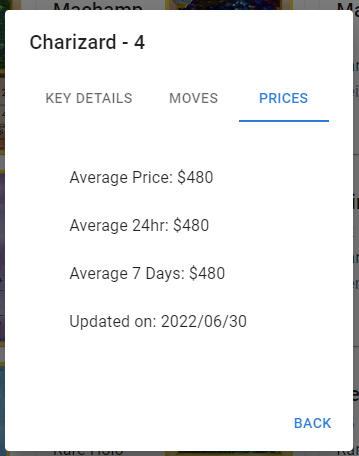 Machamp
Charizard - 4
KEY DETAILS
MOVES
PRICES
Average Price: $480
Average 24hr: $480
Average 7 Days: $480
Updated on: 2022/06/30
BACK
Rare Holo